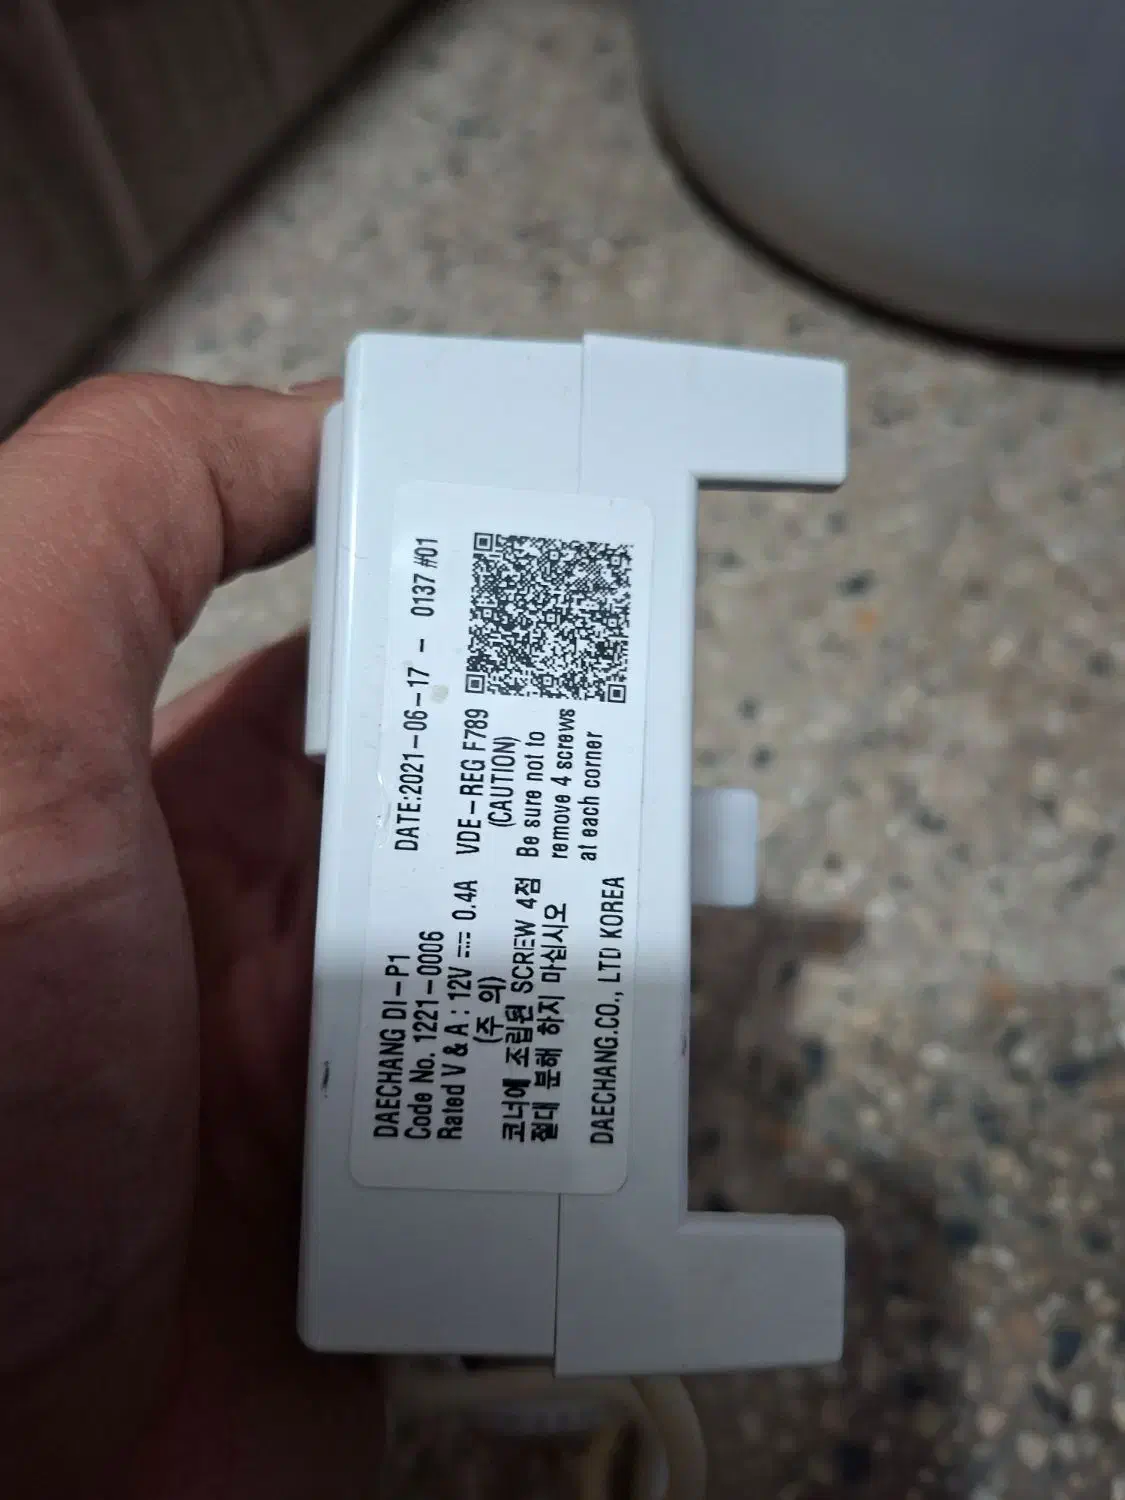 DAECHANG DI-P1
DATE:2021-06-17 - 0137 #01
Code No. 1221-0006
Rated V & A : 12V ⎓ 0.4A
VDE-REG F789
(주 의)
코너에 조립된 SCREW 4점
절대 분해 하지 마십시오
(CAUTION)
Be sure not to
remove 4 screws
at each corner
DAECHANG.CO., LTD KOREA